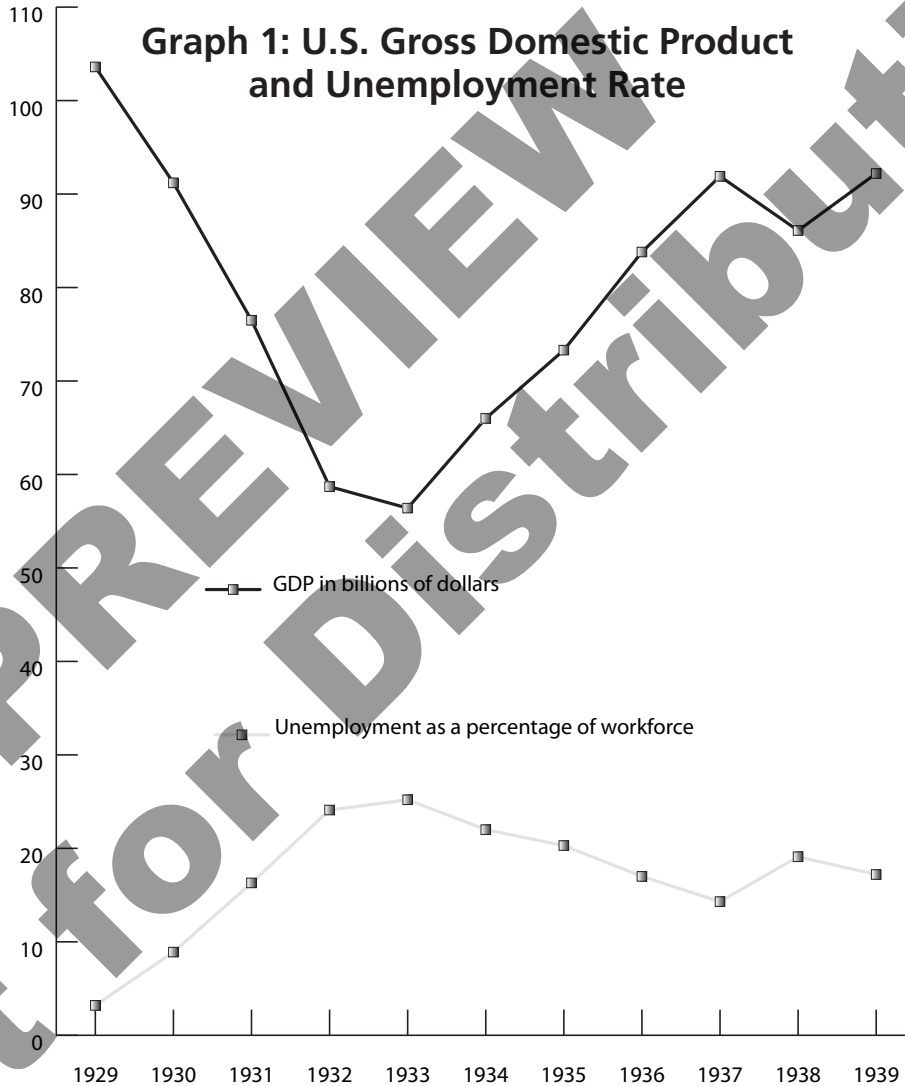 Graph 1: U.S. Gross Domestic Product
and Unemployment Rate
110
100
90
80
70
60
50
40
30
20
10
0
GDP in billions of dollars
Unemployment as a percentage of workforce
1929 1930 1931 1932 1933 1934 1935 1936 1937 1938 1939
PREVIEW
for Distribut